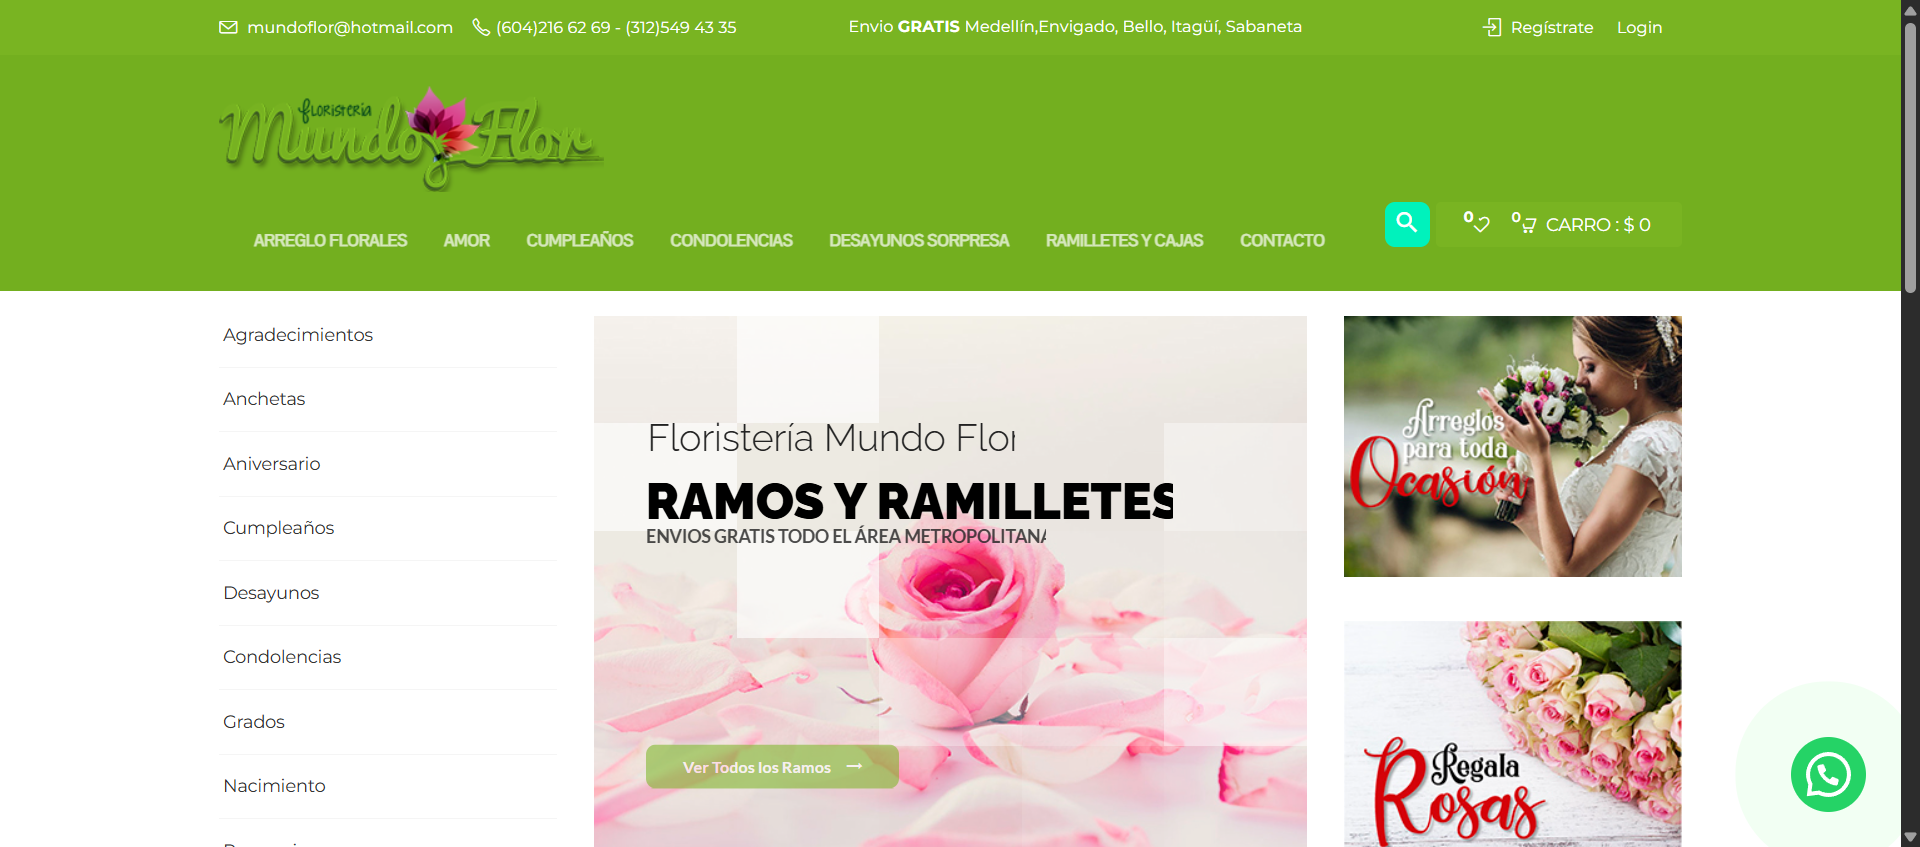 mundoflor@hotmail.com
(604)216 62 69 - (312)549 43 35
Envio GRATIS Medellín,Envigado, Bello, Itagüí, Sabaneta
Regístrate
Login
floristería
Mundo Flor
ARREGLO FLORALES
AMOR
CUMPLEAÑOS
CONDOLENCIAS
DESAYUNOS SORPRESA
RAMILLETES Y CAJAS
CONTACTO
0
0
CARRO : $ 0
Agradecimientos
Anchetas
Aniversario
Cumpleaños
Desayunos
Condolencias
Grados
Nacimiento
Floristería Mundo Flor
RAMOS Y RAMILLETES
ENVIOS GRATIS TODO EL ÁREA METROPOLITANA
Ver Todos los Ramos
Arreglos
para toda
Ocasión
Regala
Rosas